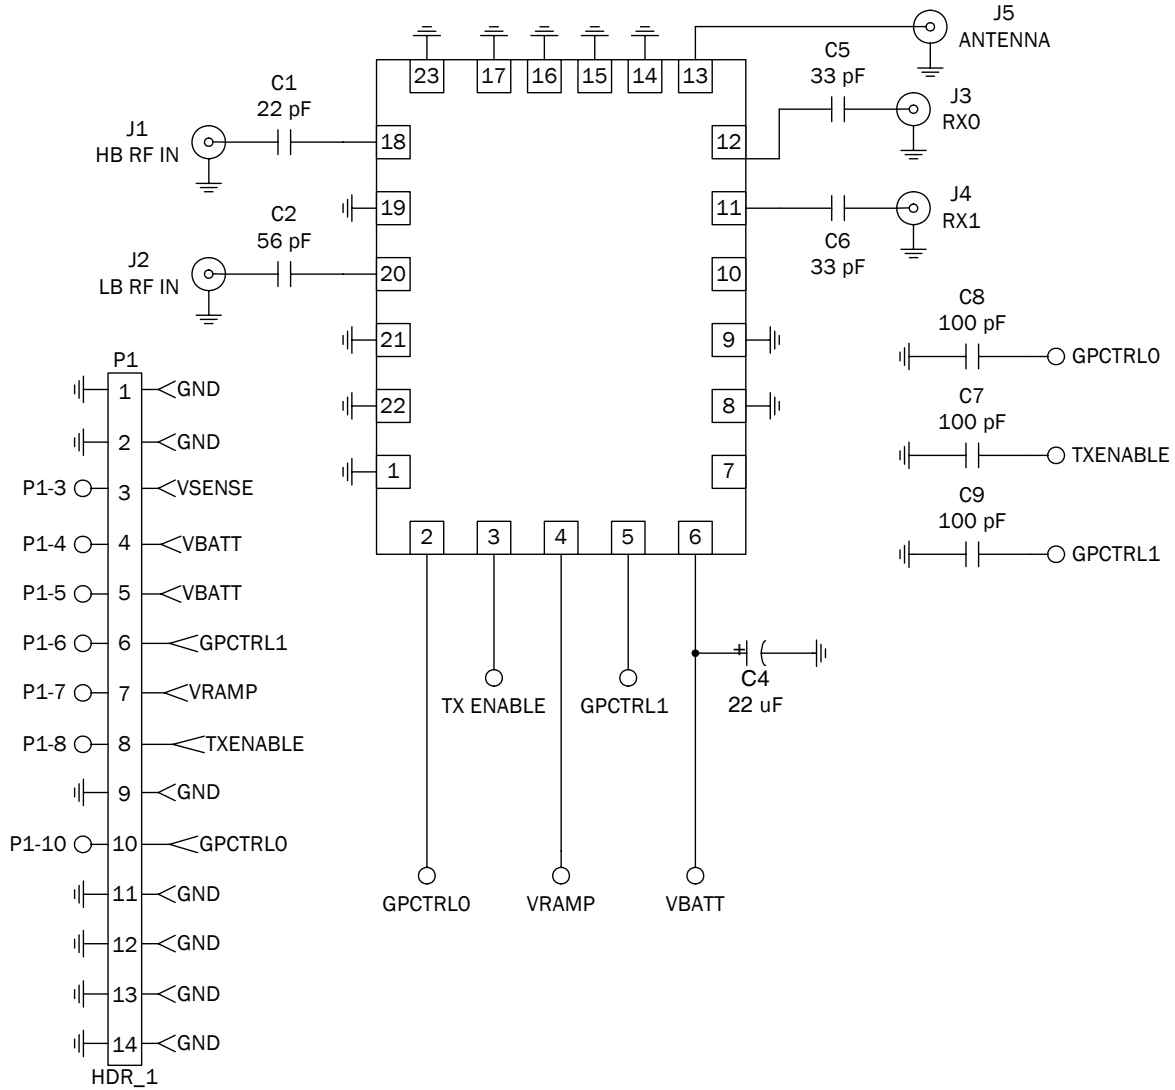 J5
ANTENNA
C5
33 pF
J3
RX0
23
17
16
15
14
13
C1
22 pF
J1
HB RF IN
18
12
C2
56 pF
19
11
J4
RX1
C6
33 pF
J2
LB RF IN
20
10
C8
100 pF
GPCTRL0
21
9
22
8
C7
100 pF
TXENABLE
1
7
C9
100 pF
GPCTRL1
2
3
4
5
6
TX ENABLE
GPCTRL1
+
C4
22 uF
GPCTRL0
VRAMP
VBATT
P1
1 GND
2 GND
P1-3 3 VSENSE
P1-4 4 VBATT
P1-5 5 VBATT
P1-6 6 GPCTRL1
P1-7 7 VRAMP
P1-8 8 TXENABLE
9 GND
P1-10 10 GPCTRL0
11 GND
12 GND
13 GND
14 GND
HDR_1